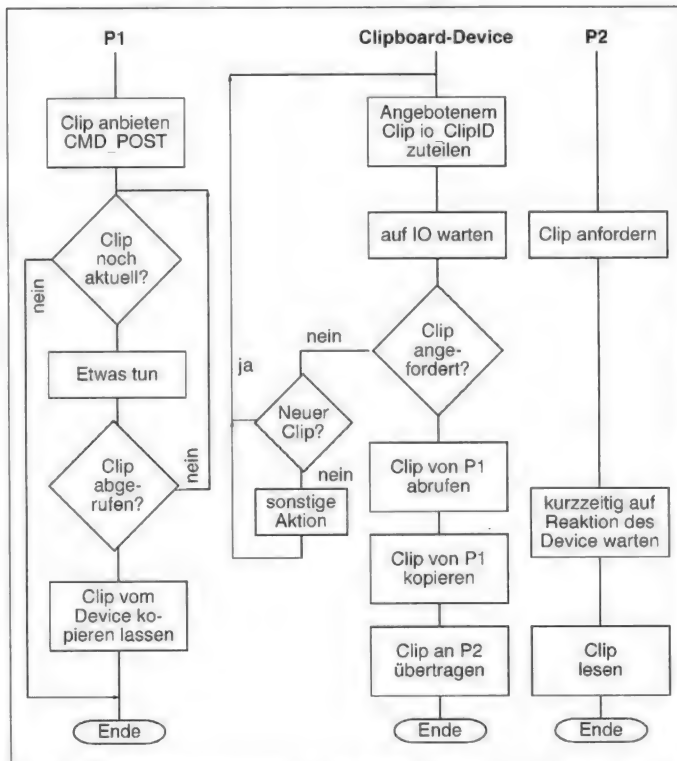 P1
Clip anbieten
CMD_POST
Clip
noch
aktuell?
nein
Etwas tun
Clip
abge-
rufen?
nein
Clip vom
Device ko-
pieren lassen
Ende
Clipboard-Device
Angebotenem
Clip io_ClipID
zuteilen
auf IO warten
Clip
ange-
fordert?
nein
ja
Neuer
Clip?
nein
sonstige
Aktion
Clip von P1
abrufen
Clip von P1
kopieren
Clip an P2
übertragen
Ende
P2
Clip anfordern
kurzzeitig auf
Reaktion des
Device warten
Clip
lesen
Ende